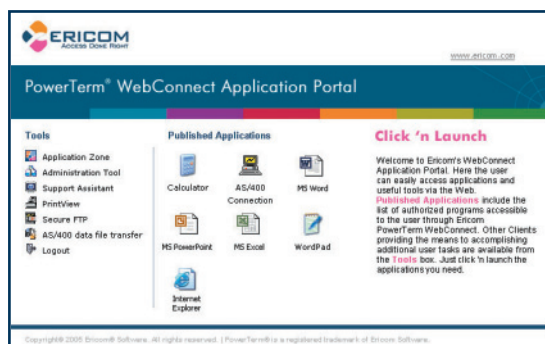 ERICOM
ACCESS DONE RIGHT
www.ericom.com
PowerTerm® WebConnect Application Portal
Tools
Application Zone
Administration Tool
Support Assistant
PrintView
Secure FTP
AS/400 data file transfer
Logout
Published Applications
Calculator
AS/400
Connection
MS Word
MS PowerPoint
MS Excel
WordPad
Internet
Explorer
Click 'n Launch
Welcome to Ericom's WebConnect
Application Portal. Here the user
can easily access applications and
useful tools via the Web.
Published Applications include the
list of authorized programs accessible
to the user through Ericom
PowerTerm WebConnect. Other Clients
providing the means to accomplishing
additional user tasks are available from
the Tools box. Just click 'n launch the
applications you need.
Copyright© 2005 Ericom® Software. All rights reserved. | PowerTerm® is a registered trademark of Ericom Software.